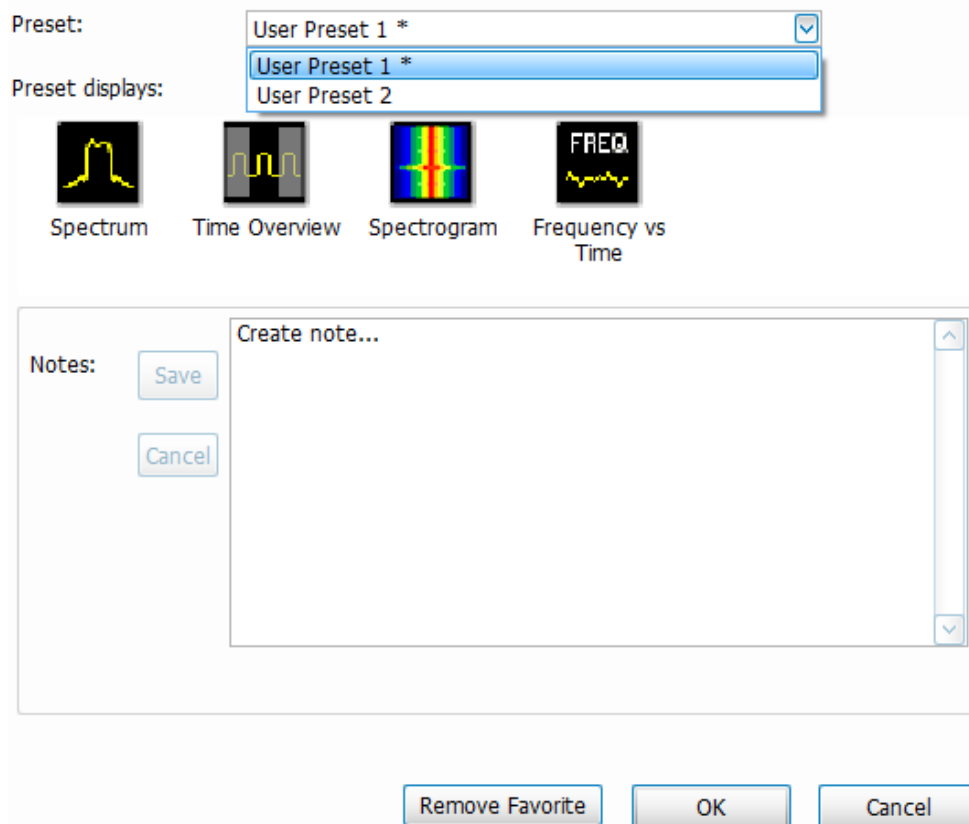 Preset:
User Preset 1 *
User Preset 1 *
User Preset 2
Preset displays:
FREQ
Spectrum
Time Overview
Spectrogram
Frequency vs
Time
Notes:
Save
Cancel
Create note...
Remove Favorite
OK
Cancel